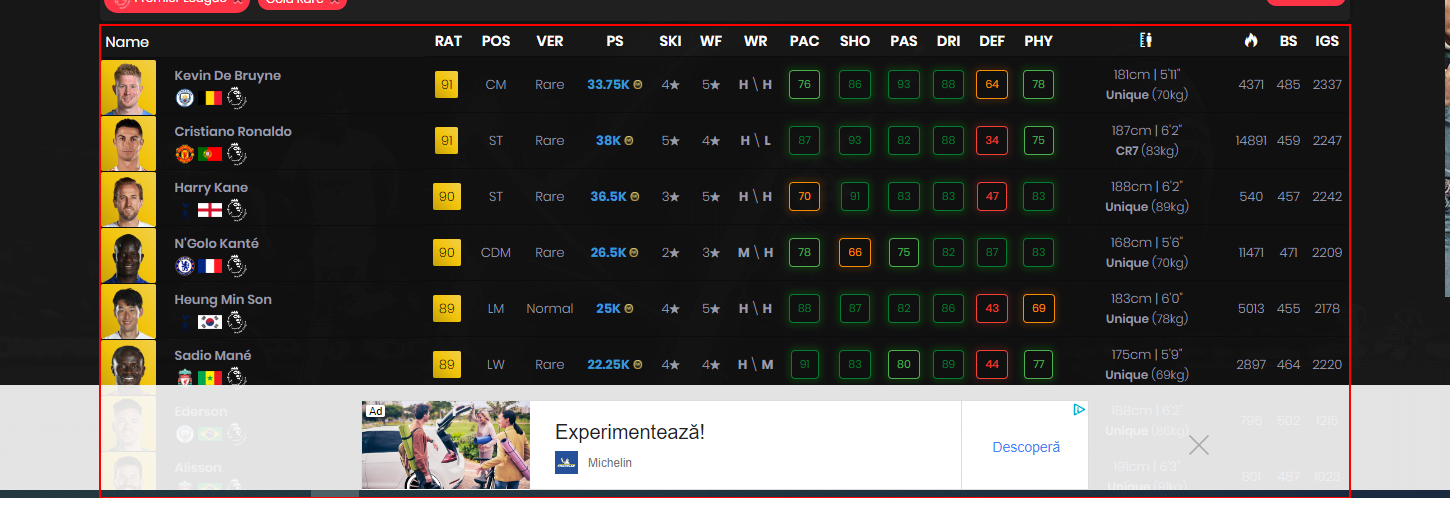 Premier League
Gold Rare
Name RAT POS VER PS SKI WF WR PAC SHO PAS DRI DEF PHY BS IGS
Kevin De Bruyne 91 CM Rare 33.75K 4★ 5★ H \ H 76 86 93 88 64 78 181cm | 5'11" 4371 485 2337
Unique (70kg)
Cristiano Ronaldo 91 ST Rare 38K 5★ 4★ H \ L 87 93 82 88 34 75 187cm | 6'2" 14891 459 2247
CR7 (83kg)
Harry Kane 90 ST Rare 36.5K 3★ 5★ H \ H 70 91 83 83 47 83 188cm | 6'2" 540 457 2242
Unique (89kg)
N'Golo Kanté 90 CDM Rare 26.5K 2★ 3★ M \ H 78 66 75 82 87 83 168cm | 5'6" 11471 471 2209
Unique (70kg)
Heung Min Son 89 LM Normal 25K 4★ 5★ H \ H 88 87 82 86 43 69 183cm | 6'0" 5013 455 2178
Unique (78kg)
Sadio Mané 89 LW Rare 22.25K 4★ 4★ H \ M 91 83 80 89 44 77 175cm | 5'9" 2897 464 2220
Unique (69kg)
Ederson 188cm | 6'2" 502
Unique
Alisson 191cm | 6'3" 801 487
Ad
Experimentează!
Michelin
Descoperă